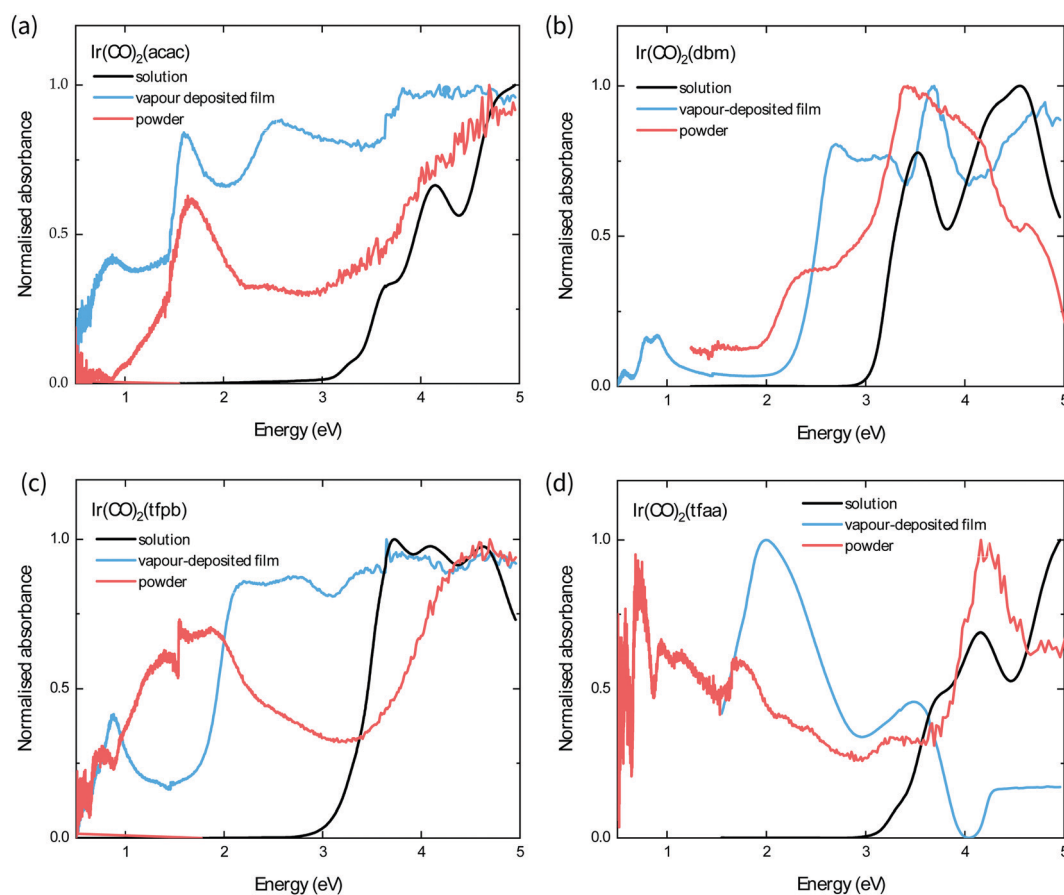 (a)
Ir(CO)2(acac)
solution
vapour deposited film
powder
Normalised absorbance
1.0
0.5
0.0
1 2 3 4 5
Energy (eV)
(b)
Ir(CO)2(dbm)
solution
vapour-deposited film
powder
Normalised absorbance
1.0
0.5
0.0
1 2 3 4 5
Energy (eV)
(c)
Ir(CO)2(tfpb)
solution
vapour-deposited film
powder
Normalised absorbance
1.0
0.5
0.0
1 2 3 4 5
Energy (eV)
(d)
Ir(CO)2(tfaa)
solution
vapour-deposited film
powder
Normalised absorbance
1.0
0.5
0.0
1 2 3 4 5
Energy (eV)